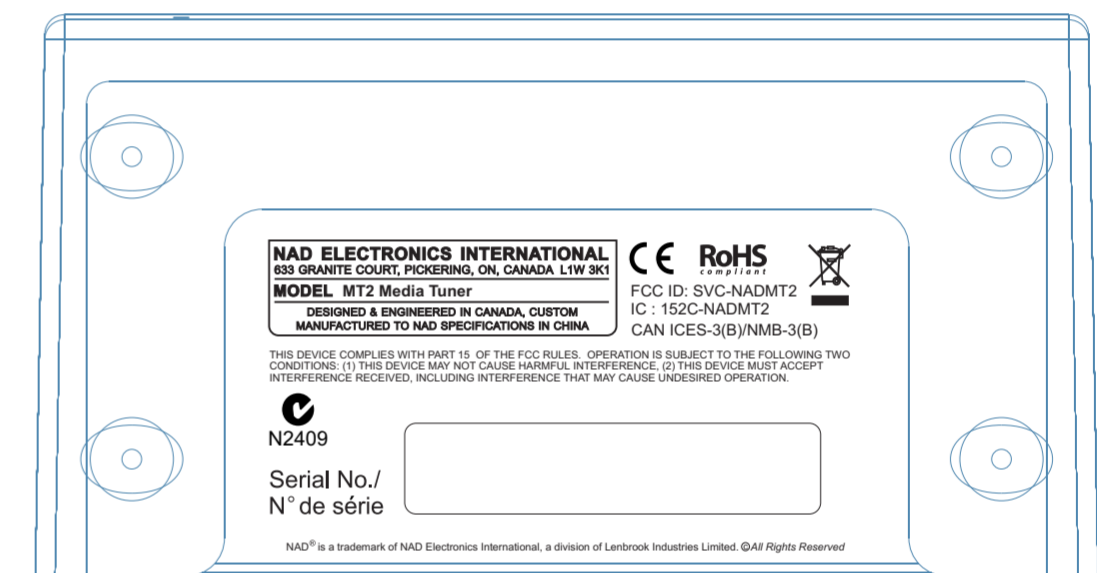 NAD ELECTRONICS INTERNATIONAL
633 GRANITE COURT, PICKERING, ON, CANADA L1W 3K1
MODEL MT2 Media Tuner
DESIGNED & ENGINEERED IN CANADA, CUSTOM
MANUFACTURED TO NAD SPECIFICATIONS IN CHINA
CE RoHS
compliant
FCC ID: SVC-NADMT2
IC : 152C-NADMT2
CAN ICES-3(B)/NMB-3(B)
THIS DEVICE COMPLIES WITH PART 15 OF THE FCC RULES. OPERATION IS SUBJECT TO THE FOLLOWING TWO
CONDITIONS: (1) THIS DEVICE MAY NOT CAUSE HARMFUL INTERFERENCE, (2) THIS DEVICE MUST ACCEPT
INTERFERENCE RECEIVED, INCLUDING INTERFERENCE THAT MAY CAUSE UNDESIRED OPERATION.
N2409
Serial No./
N° de série
NAD® is a trademark of NAD Electronics International, a division of Lenbrook Industries Limited. ©All Rights Reserved